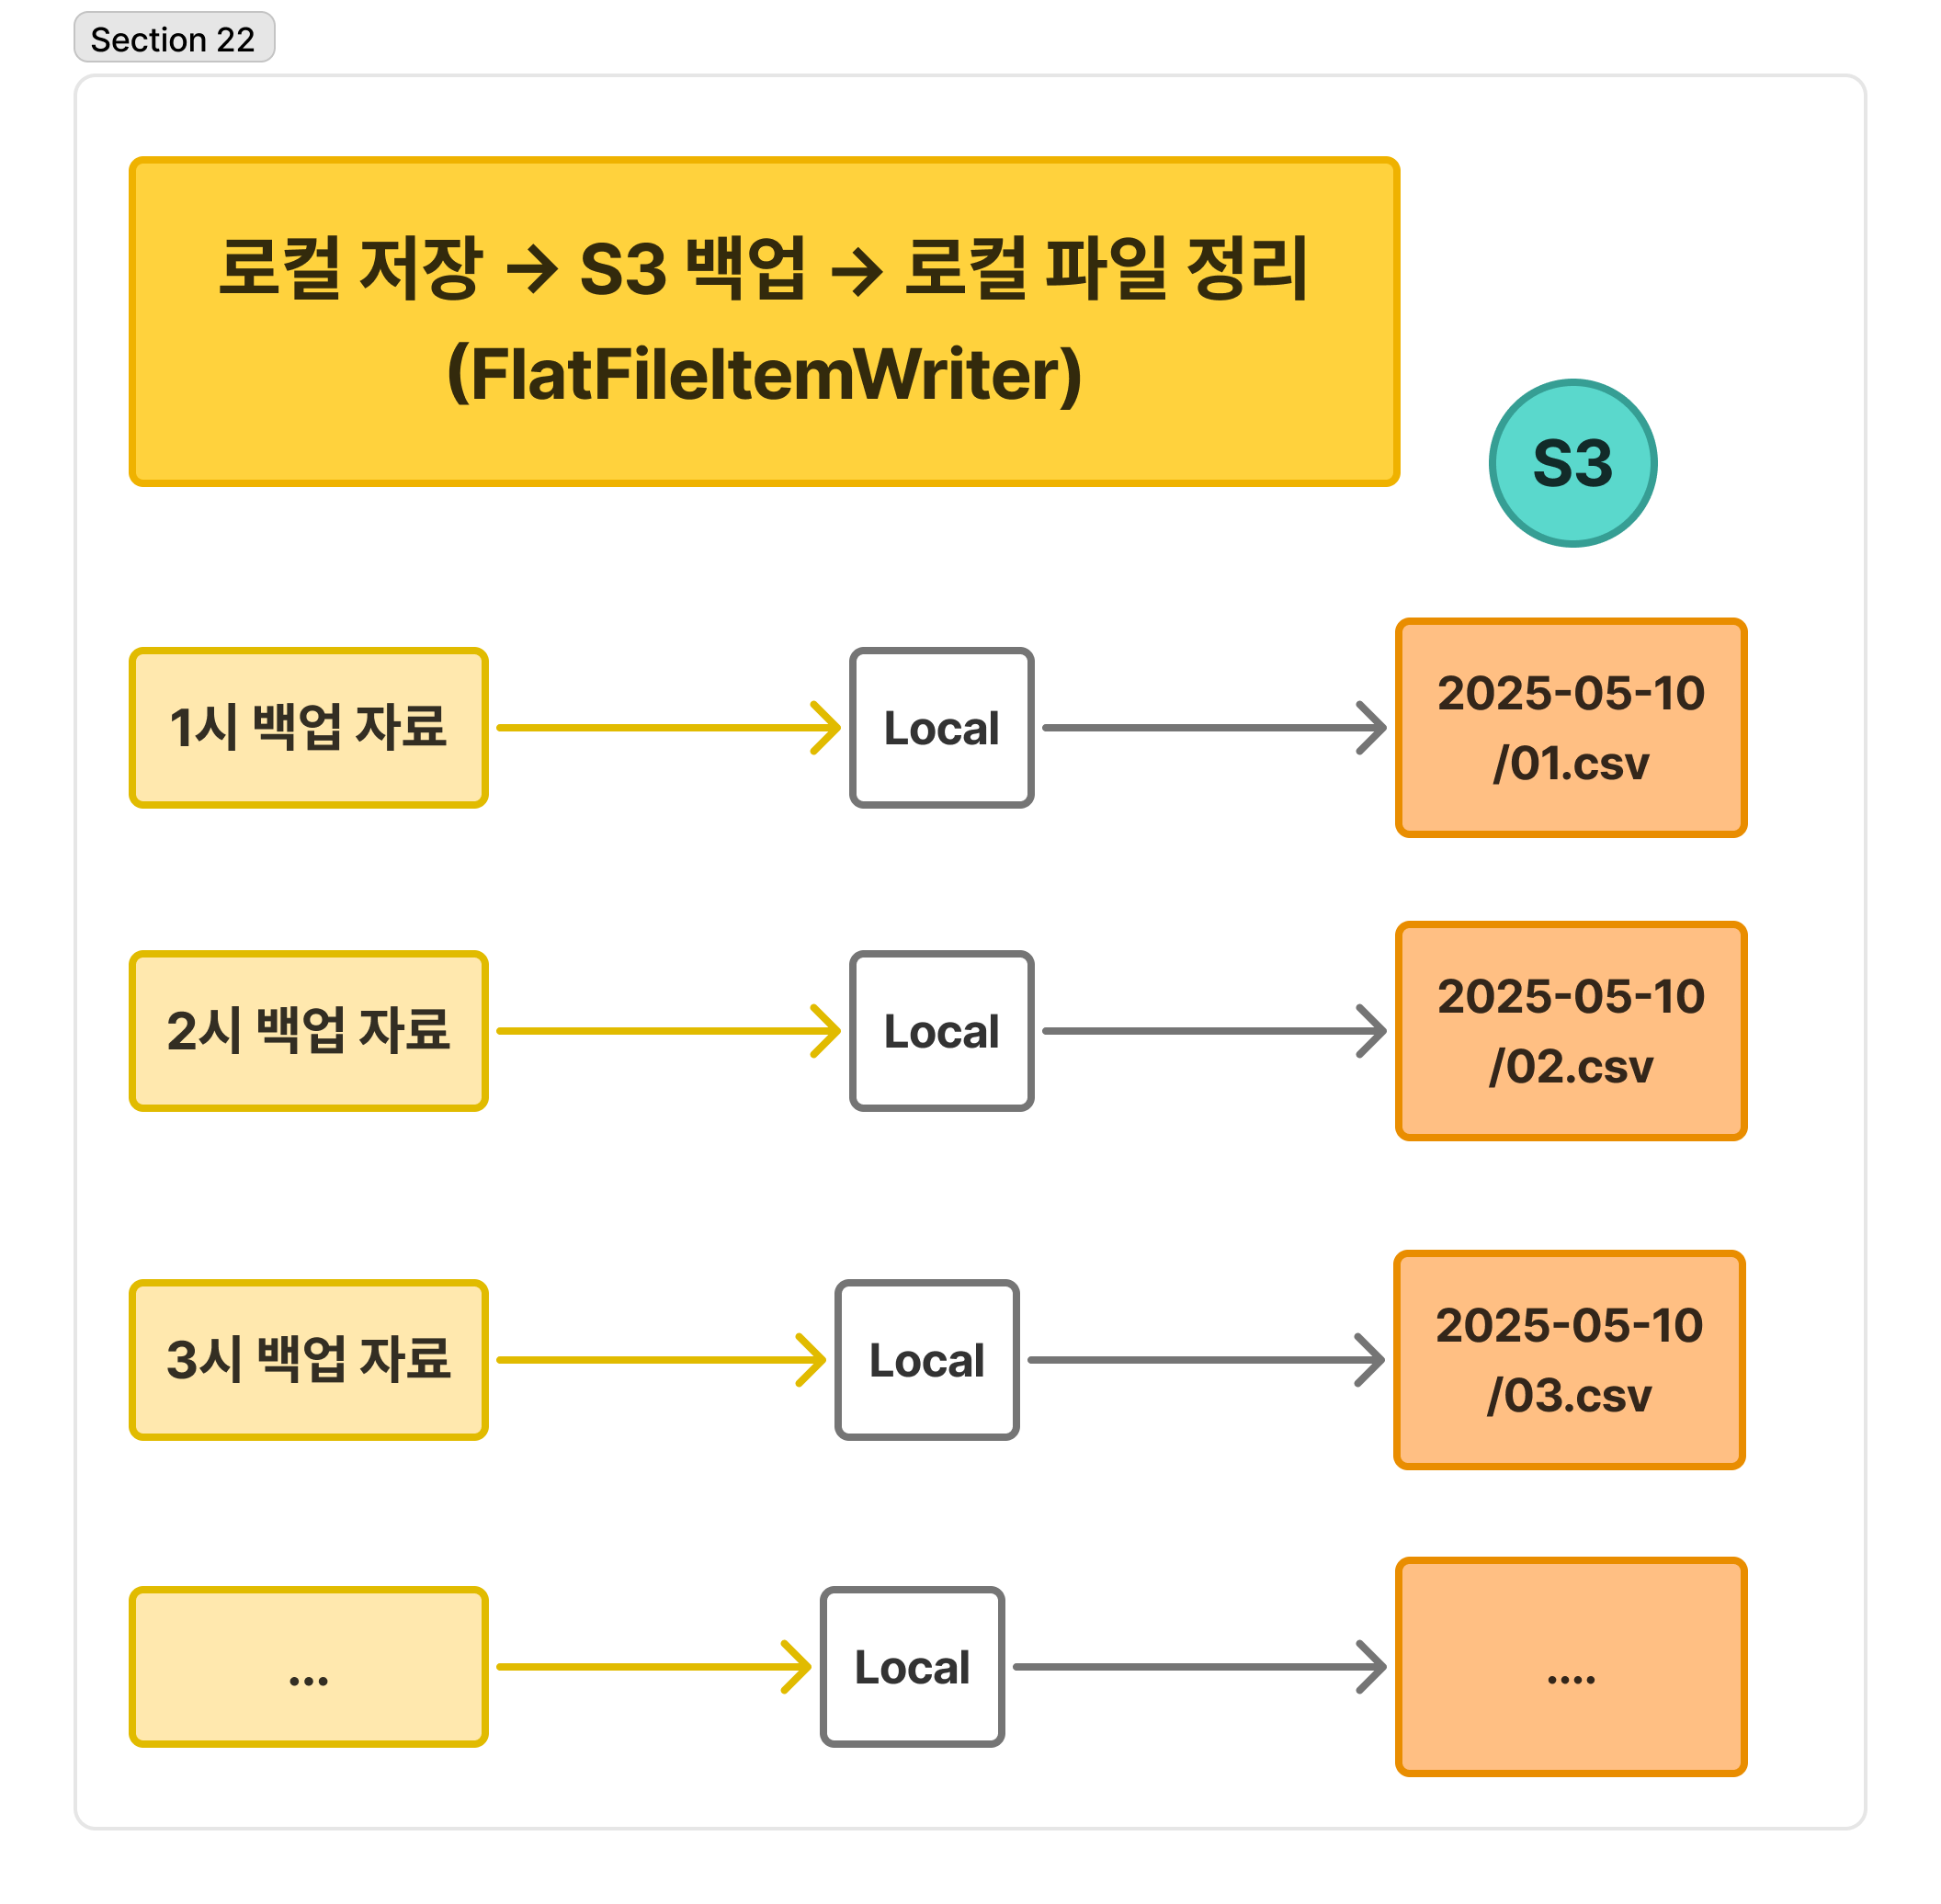 Section 22
로컬 저장 → S3 백업 → 로컬 파일 정리
(FlatFileItemWriter)
S3
1시 백업 자료
Local
2025-05-10
/01.csv
2시 백업 자료
Local
2025-05-10
/02.csv
3시 백업 자료
Local
2025-05-10
/03.csv
...
Local
....